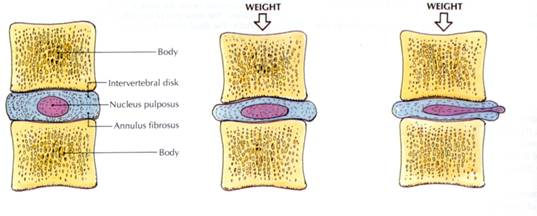 WEIGHT
WEIGHT
Body
Intervertebral disk
Nucleus pulposus
Annulus fibrosus
Body